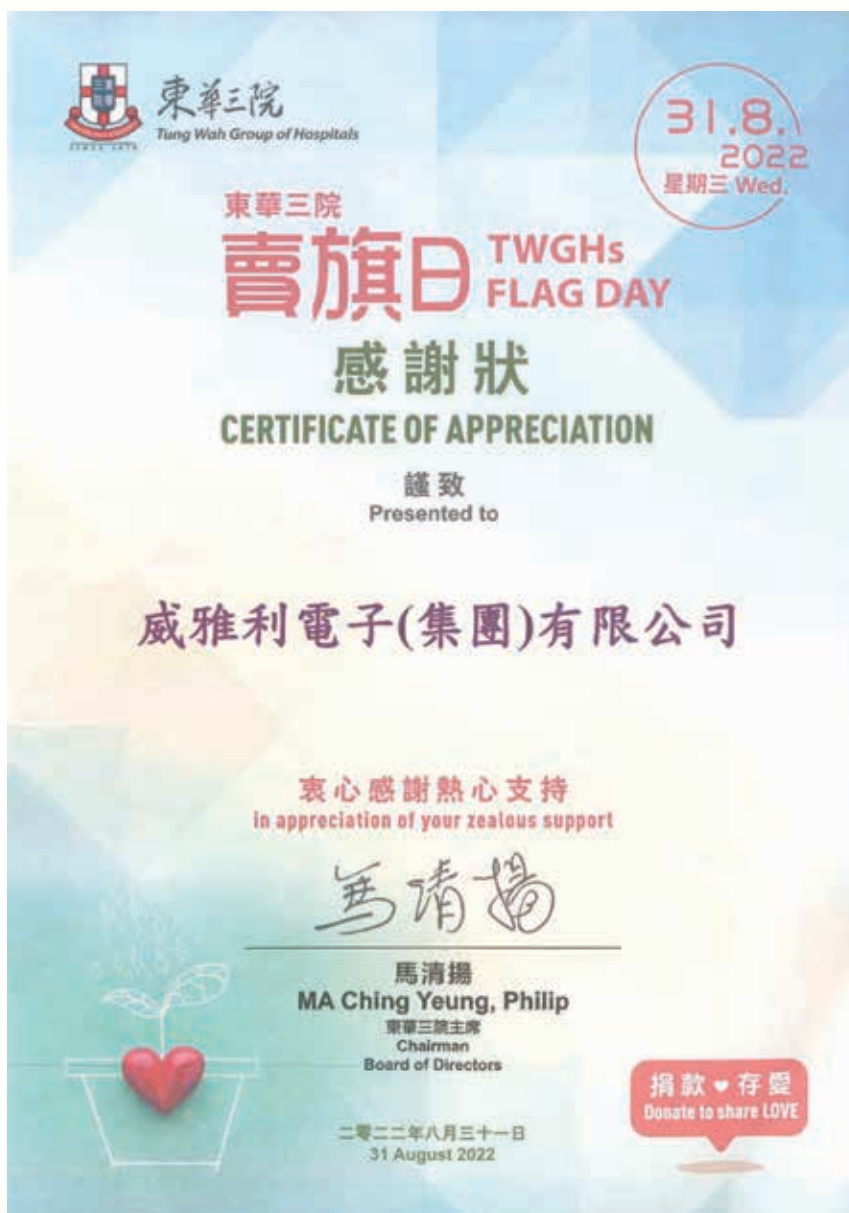 東華三院
Tung Wah Group of Hospitals
SINCE 1870
31.8.
2022
星期三 Wed.
東華三院
賣旗日 TWGHs
FLAG DAY
感謝狀
CERTIFICATE OF APPRECIATION
謹致
Presented to
威雅利電子(集團)有限公司
衷心感謝熱心支持
in appreciation of your zealous support
馬清揚
馬清揚
MA Ching Yeung, Philip
東華三院主席
Chairman
Board of Directors
二零二二年八月三十一日
31 August 2022
捐款♥存愛
Donate to share LOVE